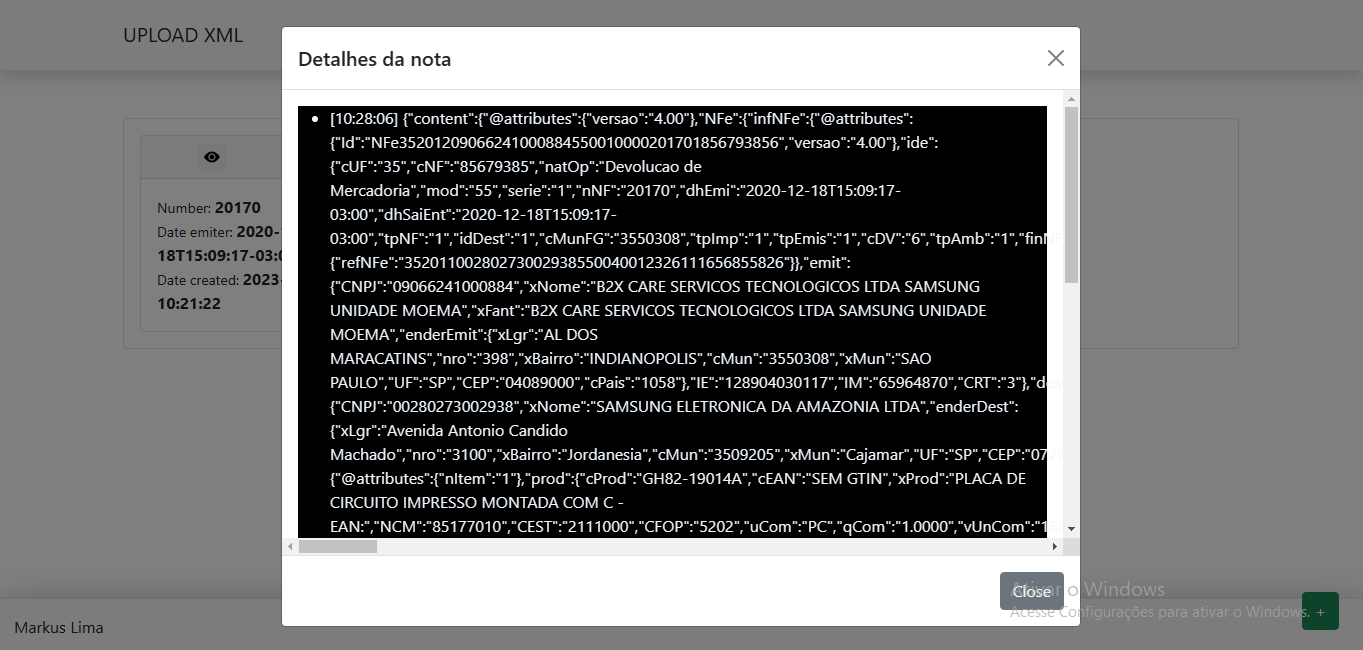 UPLOAD XML
Detalhes da nota
[10:28:06] {"content":{"@attributes":{"versao":"4.00"},"NFe":{"infNFe":{"@attributes":
{"Id":"NFe35201209066241000884550010000201701856793856","versao":"4.00"},"ide":
{"cUF":"35","cNF":"85679385","natOp":"Devolucao de
Mercadoria","mod":"55","serie":"1","nNF":"20170","dhEmi":"2020-12-18T15:09:17-
03:00","dhSaiEnt":"2020-12-18T15:09:17-
03:00","tpNF":"1","idDest":"1","cMunFG":"3550308","tpImp":"1","tpEmis":"1","cDV":"6","tpAmb":"1","finNF
{"refNFe":"35201100280273002938550040012326111656855826"}},"emit":
{"CNPJ":"09066241000884","xNome":"B2X CARE SERVICOS TECNOLOGICOS LTDA SAMSUNG
UNIDADE MOEMA","xFant":"B2X CARE SERVICOS TECNOLOGICOS LTDA SAMSUNG UNIDADE
MOEMA","enderEmit":{"xLgr":"AL DOS
MARACATINS","nro":"398","xBairro":"INDIANOPOLIS","cMun":"3550308","xMun":"SAO
PAULO","UF":"SP","CEP":"04089000","cPais":"1058"},"IE":"128904030117","IM":"65964870","CRT":"3"},"des
{"CNPJ":"00280273002938","xNome":"SAMSUNG ELETRONICA DA AMAZONIA LTDA","enderDest":
{"xLgr":"Avenida Antonio Candido
Machado","nro":"3100","xBairro":"Jordanesia","cMun":"3509205","xMun":"Cajamar","UF":"SP","CEP":"0777
{"@attributes":{"nItem":"1"},"prod":{"cProd":"GH82-19014A","cEAN":"SEM GTIN","xProd":"PLACA DE
CIRCUITO IMPRESSO MONTADA COM C -
EAN:","NCM":"85177010","CEST":"2111000","CFOP":"5202","uCom":"PC","qCom":"1.0000","vUnCom":"16
Number: 20170
Date emiter: 2020-
18T15:09:17-03:0
Date created: 2023-
10:21:22
Close
Ativar o Windows
Acesse Configurações para ativar o Windows.
+
Markus Lima